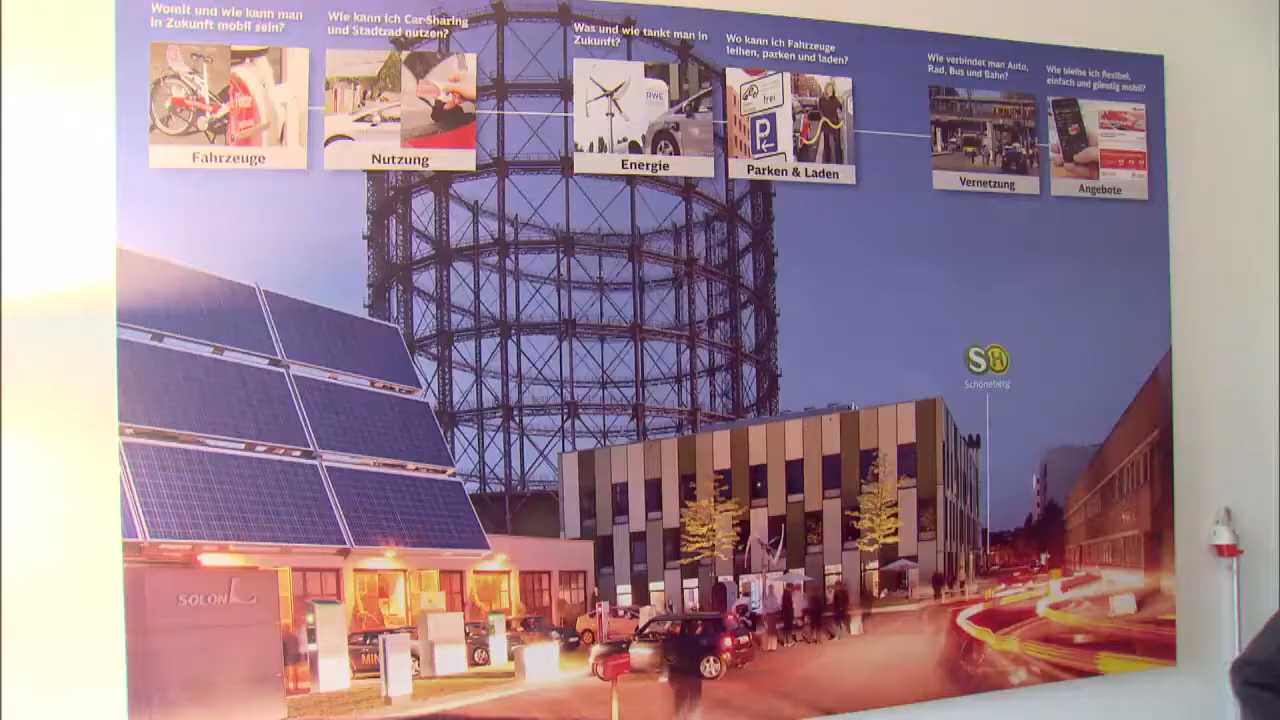 Womit und wie kann man
in Zukunft mobil sein?
Fahrzeuge
Wie kann ich Car-Sharing
und Stadtrad nutzen?
Nutzung
Was und wie tankt man in
Zukunft?
RWE
Energie
Wo kann ich Fahrzeuge
leihen, parken und laden?
frei
P
Parken & Laden
Wie verbindet man Auto,
Rad, Bus und Bahn?
Vernetzung
Wie bleibe ich flexibel,
einfach und günstig mobil?
Angebote
S H
Schöneberg
SOLON
MINI